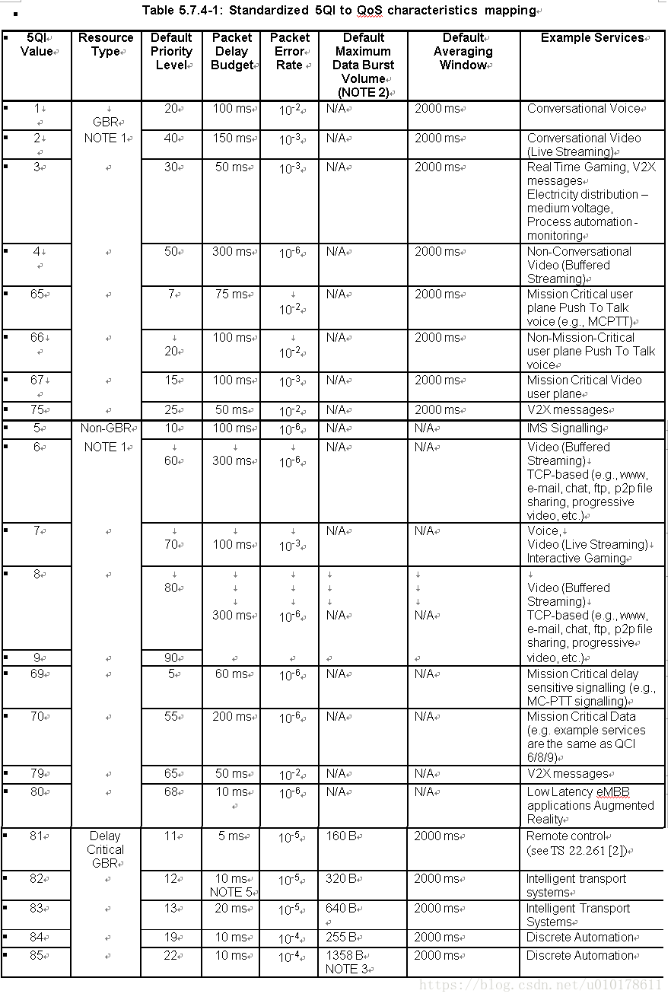 Table 5.7.4-1: Standardized 5QI to QoS characteristics mapping
5QI Value | Resource Type | Default Priority Level | Packet Delay Budget | Packet Error Rate | Default Maximum Data Burst Volume (NOTE 2) | Default Averaging Window | Example Services
1 | GBR NOTE 1 | 20 | 100 ms | 10-2 | N/A | 2000 ms | Conversational Voice
2 | 40 | 150 ms | 10-3 | N/A | 2000 ms | Conversational Video (Live Streaming)
3 | 30 | 50 ms | 10-3 | N/A | 2000 ms | Real Time Gaming, V2X messages Electricity distribution – medium voltage, Process automation - monitoring
4 | 50 | 300 ms | 10-6 | N/A | 2000 ms | Non-Conversational Video (Buffered Streaming)
65 | 7 | 75 ms | 10-2 | N/A | 2000 ms | Mission Critical user plane Push To Talk voice (e.g., MCPTT)
66 | 20 | 100 ms | 10-2 | N/A | 2000 ms | Non-Mission-Critical user plane Push To Talk voice
67 | 15 | 100 ms | 10-3 | N/A | 2000 ms | Mission Critical Video user plane
75 | 25 | 50 ms | 10-2 | N/A | 2000 ms | V2X messages
5 | Non-GBR NOTE 1 | 10 | 100 ms | 10-6 | N/A | N/A | IMS Signalling
6 | 60 | 300 ms | 10-6 | N/A | N/A | Video (Buffered Streaming) TCP-based (e.g., www, e-mail, chat, ftp, p2p file sharing, progressive video, etc.)
7 | 70 | 100 ms | 10-3 | N/A | N/A | Voice, Video (Live Streaming) Interactive Gaming
8 | 80 | 300 ms | 10-6 | N/A | N/A | Video (Buffered Streaming) TCP-based (e.g., www, e-mail, chat, ftp, p2p file sharing, progressive
9 | 90 | video, etc.)
69 | 5 | 60 ms | 10-6 | N/A | N/A | Mission Critical delay sensitive signalling (e.g., MC-PTT signalling)
70 | 55 | 200 ms | 10-6 | N/A | N/A | Mission Critical Data (e.g. example services are the same as QCI 6/8/9)
79 | 65 | 50 ms | 10-2 | N/A | N/A | V2X messages
80 | 68 | 10 ms | 10-6 | N/A | N/A | Low Latency eMBB applications Augmented Reality
81 | Delay Critical GBR | 11 | 5 ms | 10-5 | 160 B | 2000 ms | Remote control (see TS 22.261 [2])
82 | 12 | 10 ms NOTE 5 | 10-5 | 320 B | 2000 ms | Intelligent transport systems
83 | 13 | 20 ms | 10-5 | 640 B | 2000 ms | Intelligent Transport Systems
84 | 19 | 10 ms | 10-4 | 255 B | 2000 ms | Discrete Automation
85 | 22 | 10 ms | 10-4 | 1358 B NOTE 3 | 2000 ms | Discrete Automation
https://blog.csdn.net/u010178611